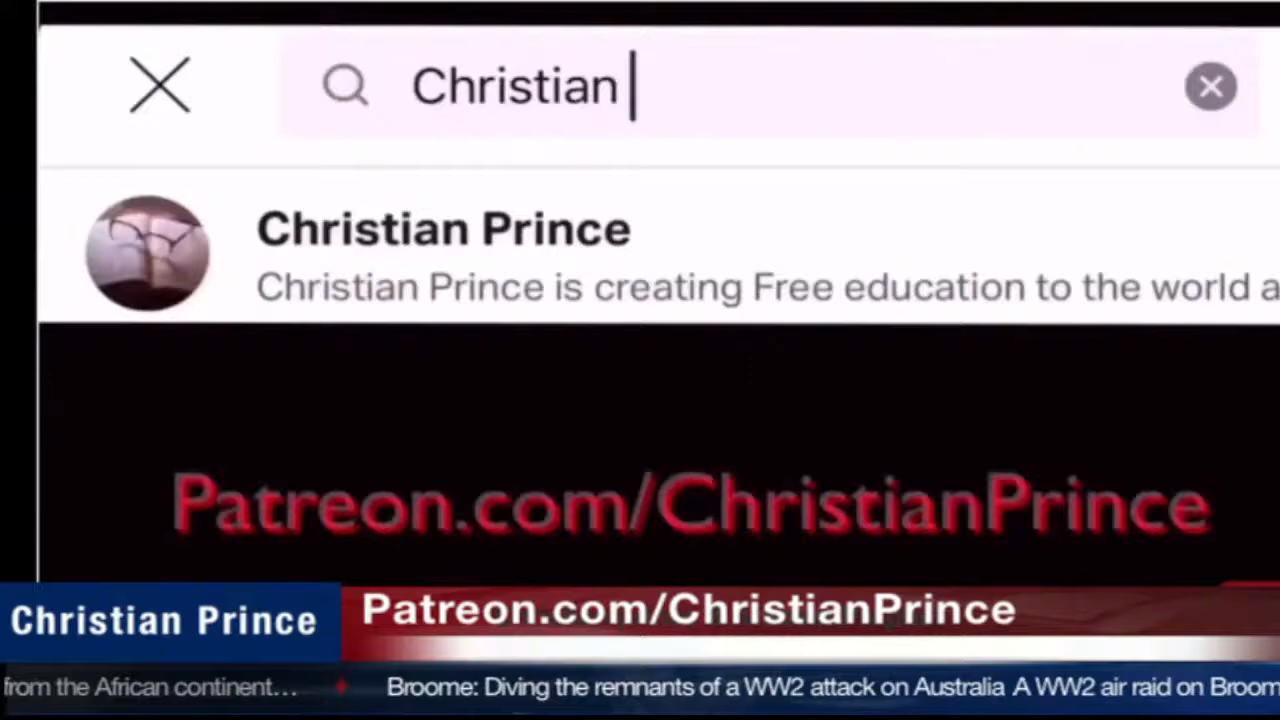 Christian
Christian Prince
Christian Prince is creating Free education to the world a
Patreon.com/ChristianPrince
Christian Prince
Patreon.com/ChristianPrince
from the African continent...
Broome: Diving the remnants of a WW2 attack on Australia A WW2 air raid on Broom